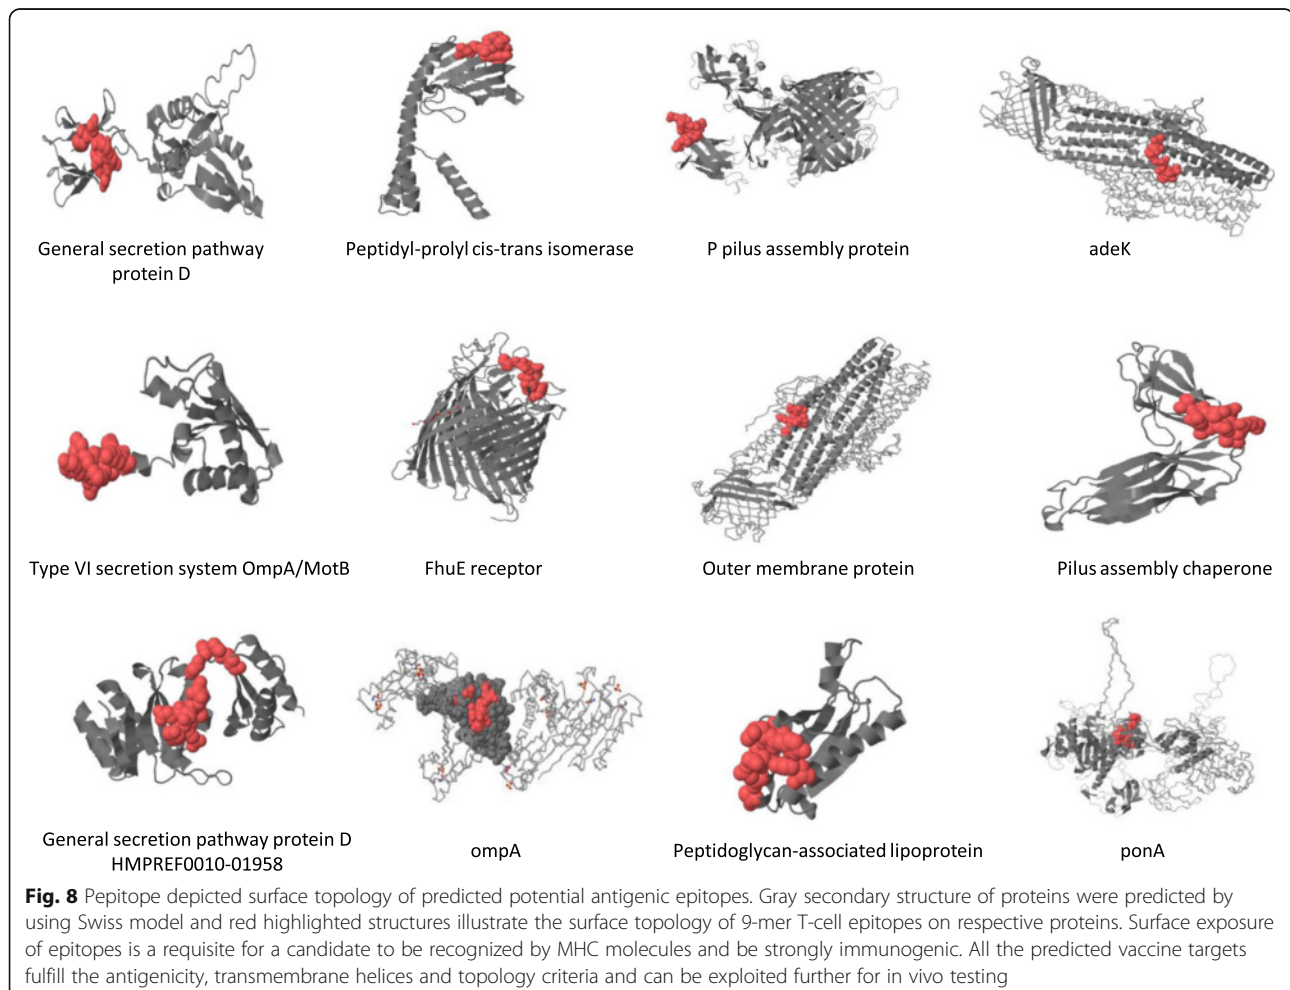 General secretion pathway
protein D
Peptidyl-prolyl cis-trans isomerase
P pilus assembly protein
adeK
Type VI secretion system OmpA/MotB
FhuE receptor
Outer membrane protein
Pilus assembly chaperone
General secretion pathway protein D
HMPREF0010-01958
ompA
Peptidoglycan-associated lipoprotein
ponA
Fig. 8 Pepitope depicted surface topology of predicted potential antigenic epitopes. Gray secondary structure of proteins were predicted by
using Swiss model and red highlighted structures illustrate the surface topology of 9-mer T-cell epitopes on respective proteins. Surface exposure
of epitopes is a requisite for a candidate to be recognized by MHC molecules and be strongly immunogenic. All the predicted vaccine targets
fulfill the antigenicity, transmembrane helices and topology criteria and can be exploited further for in vivo testing